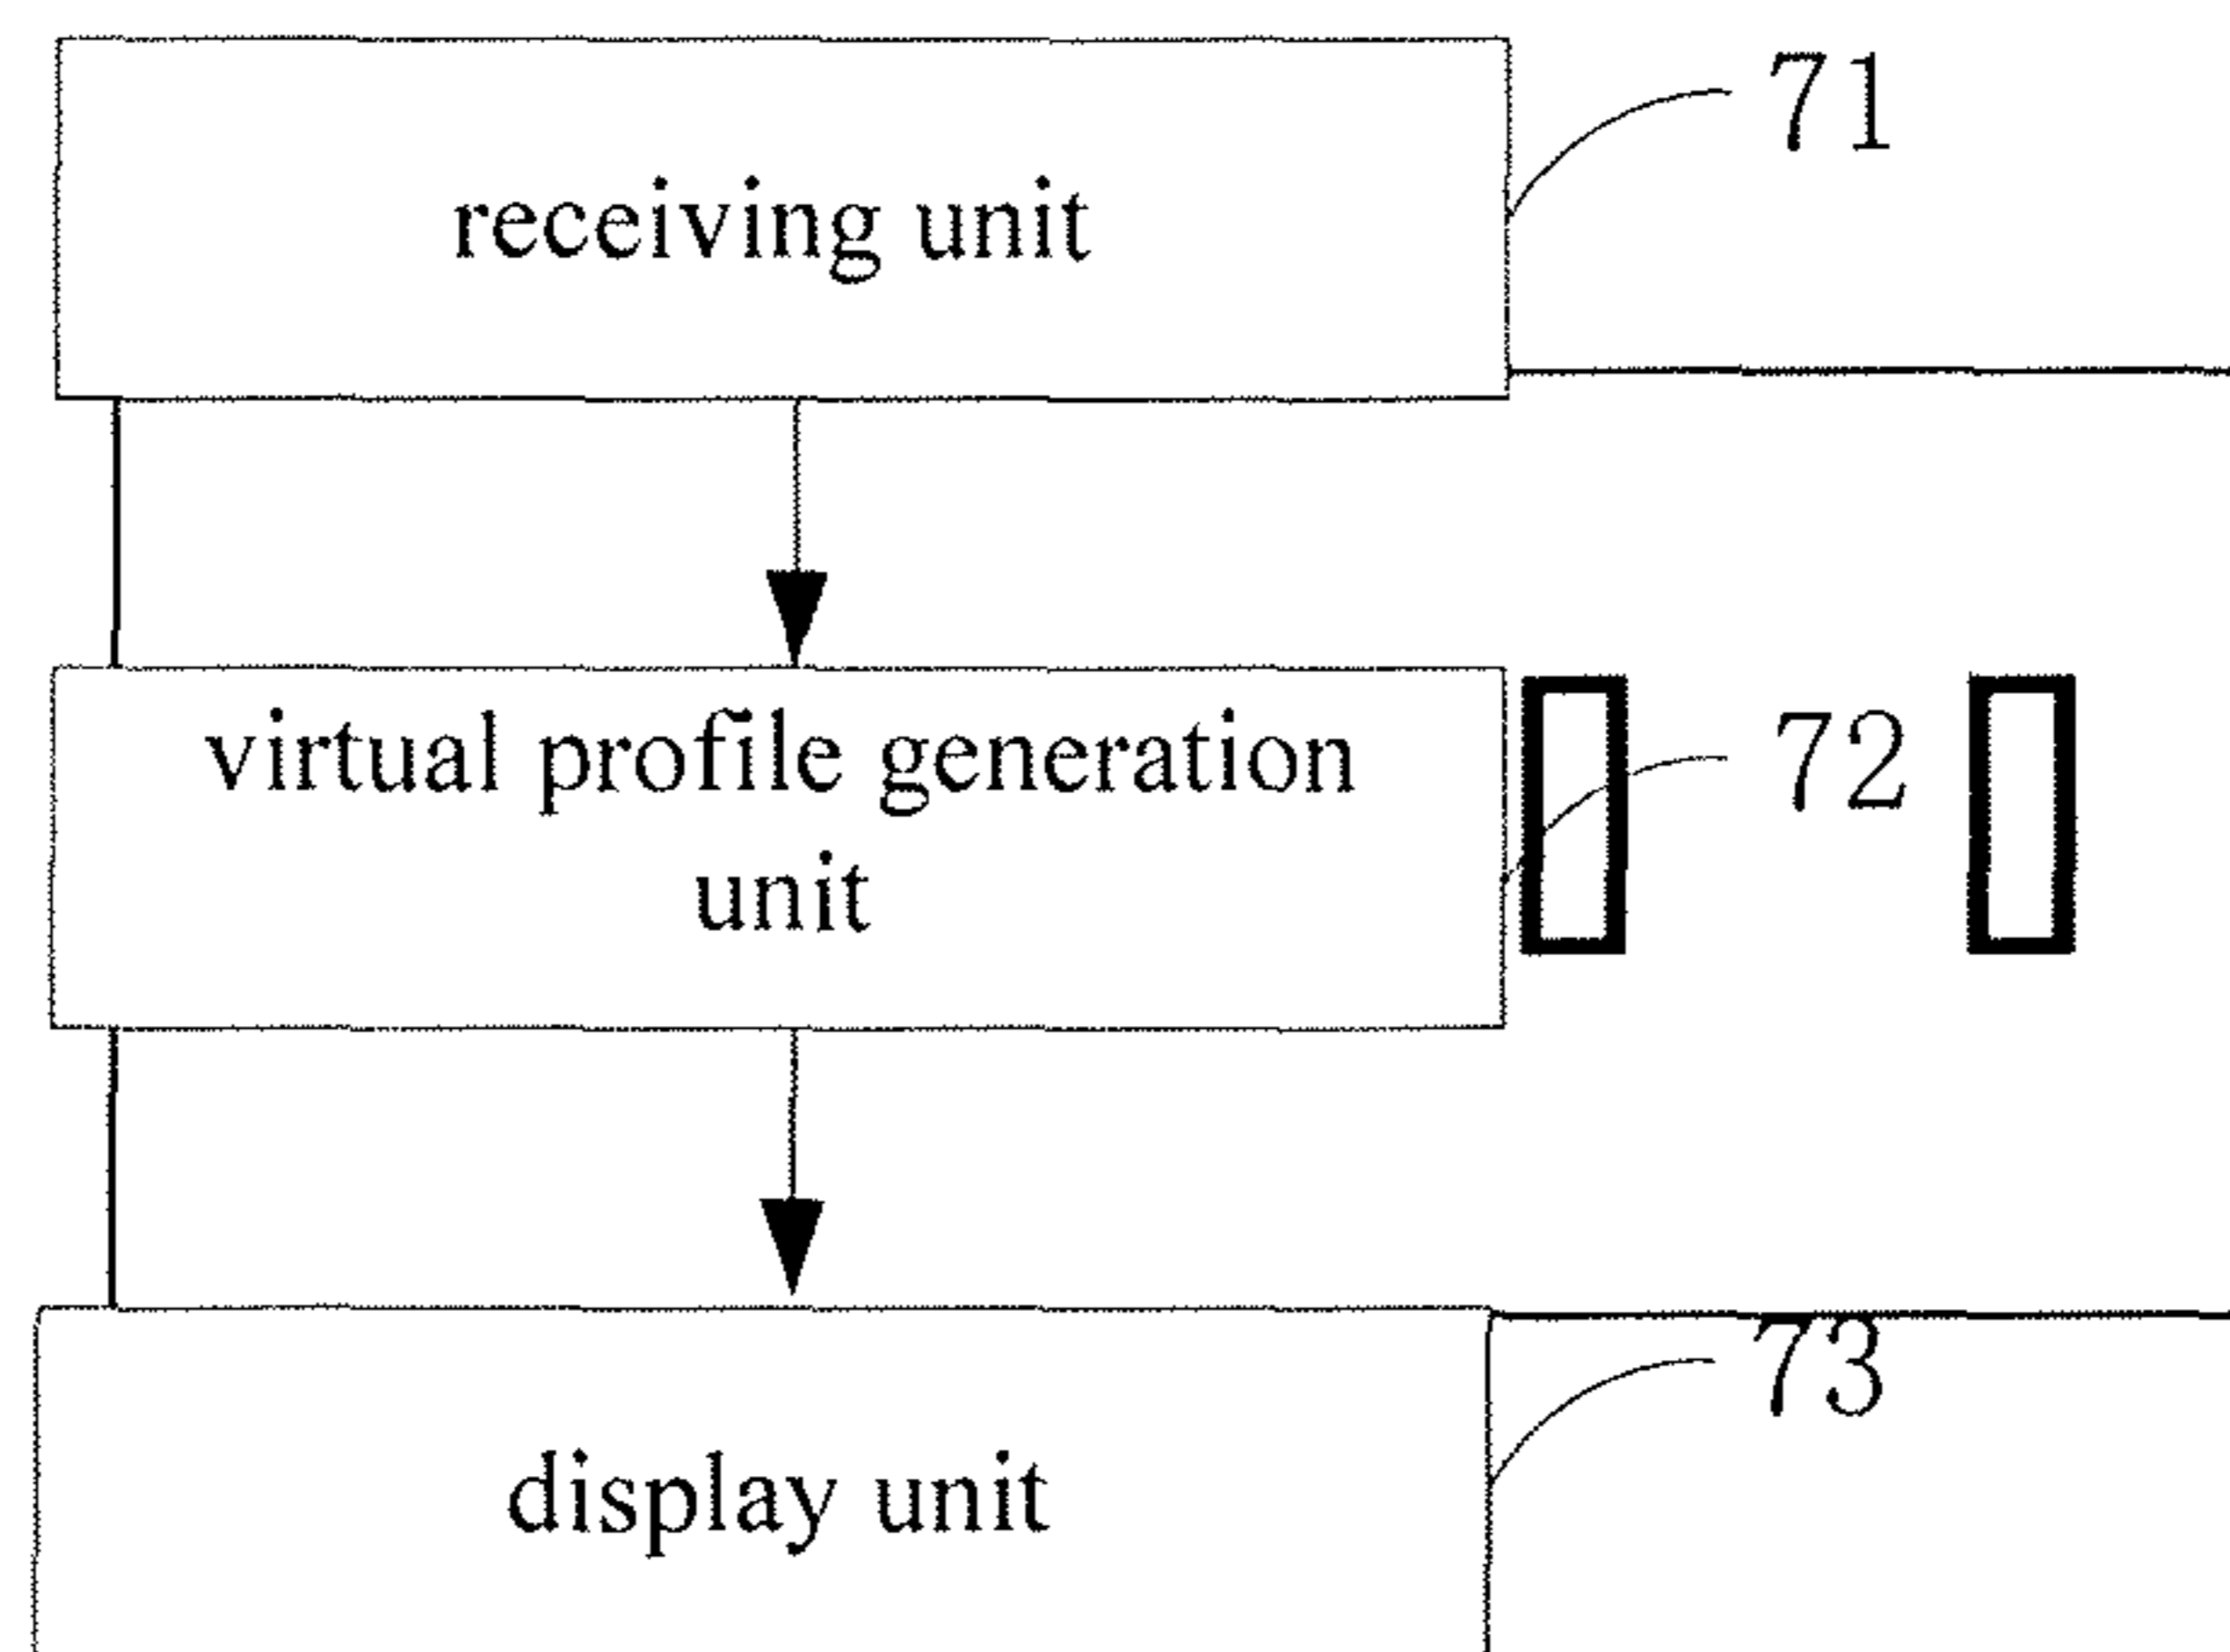 receiving unit
71
virtual profile generation
unit
72
display unit
73